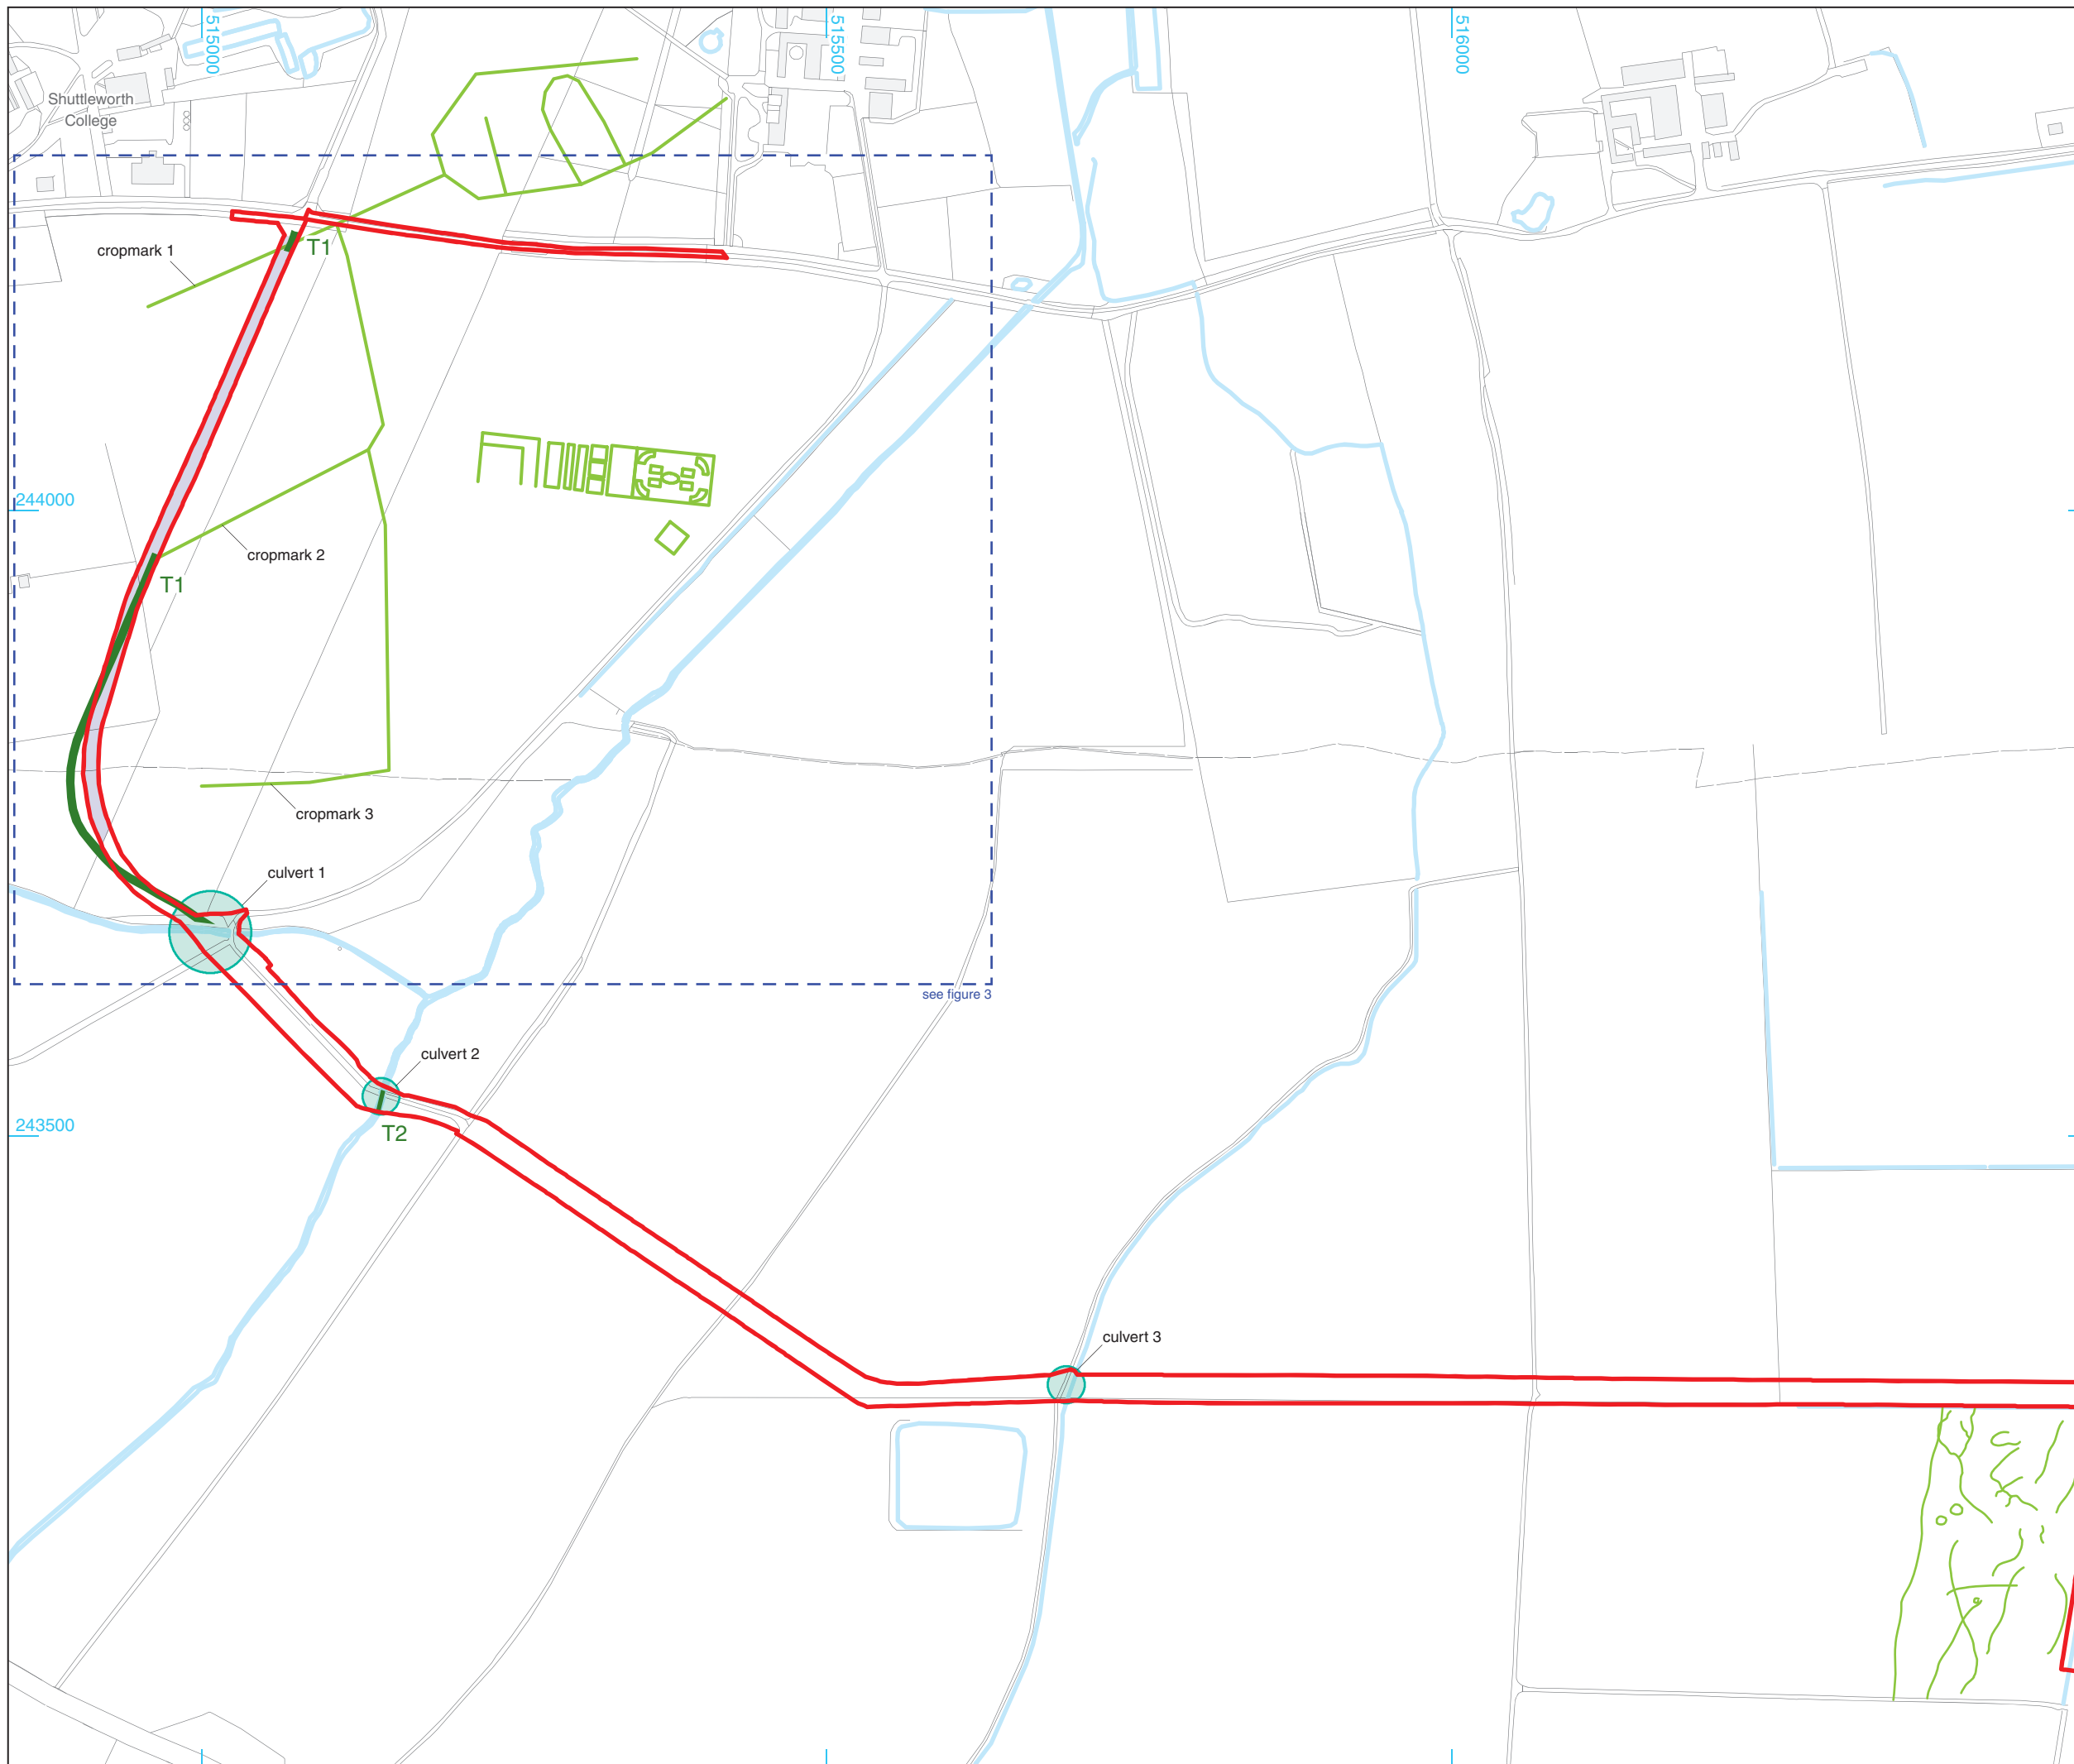 515000
515500
516000
Shuttleworth
College
cropmark 1
T1
244000
cropmark 2
T1
cropmark 3
culvert 1
see figure 3
culvert 2
243500
T2
culvert 3